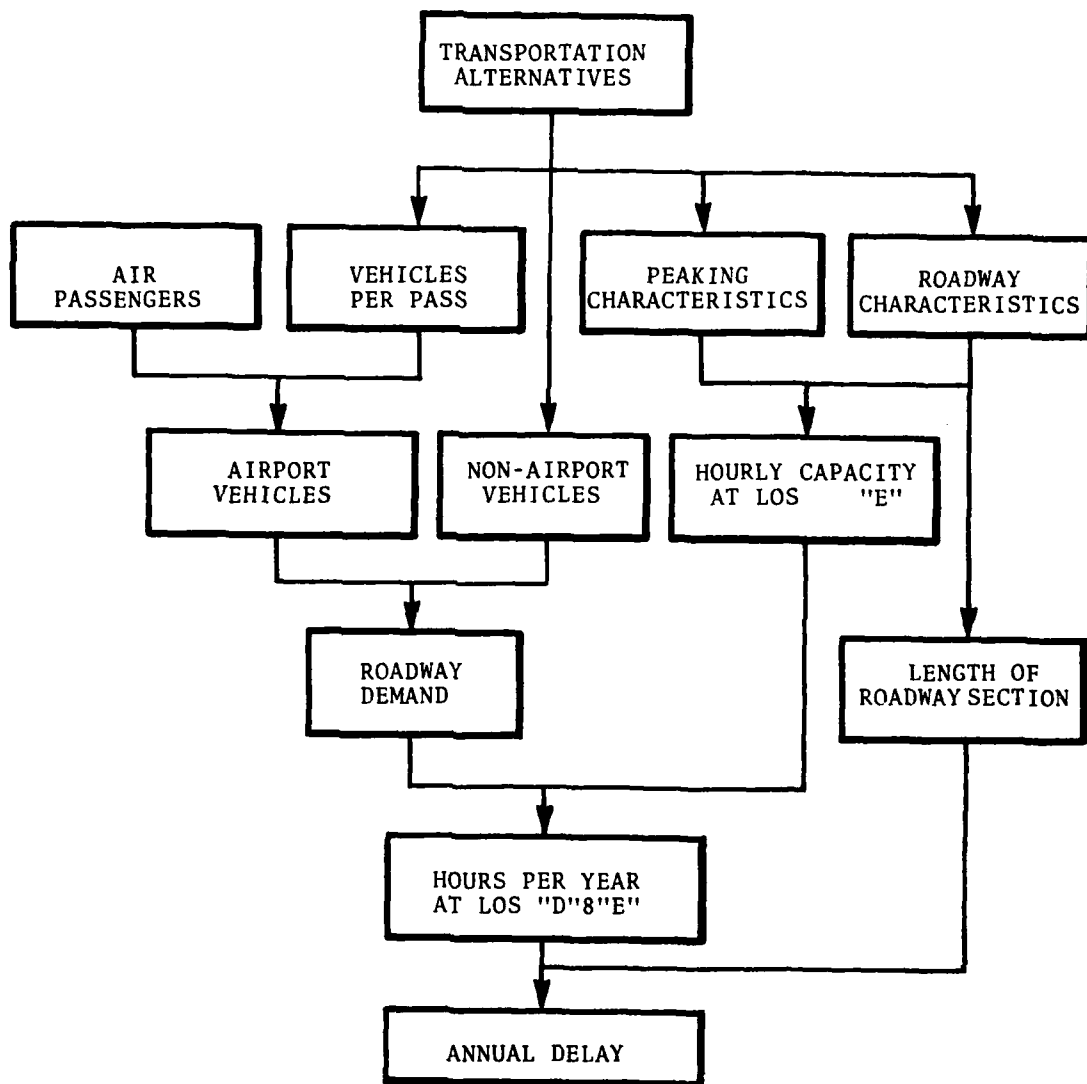 TRANSPORTATION
ALTERNATIVES
AIR
PASSENGERS
VEHICLES
PER PASS
PEAKING
CHARACTERISTICS
ROADWAY
CHARACTERISTICS
AIRPORT
VEHICLES
NON-AIRPORT
VEHICLES
HOURLY CAPACITY
AT LOS "E"
ROADWAY
DEMAND
LENGTH OF
ROADWAY SECTION
HOURS PER YEAR
AT LOS "D"8"E"
ANNUAL DELAY